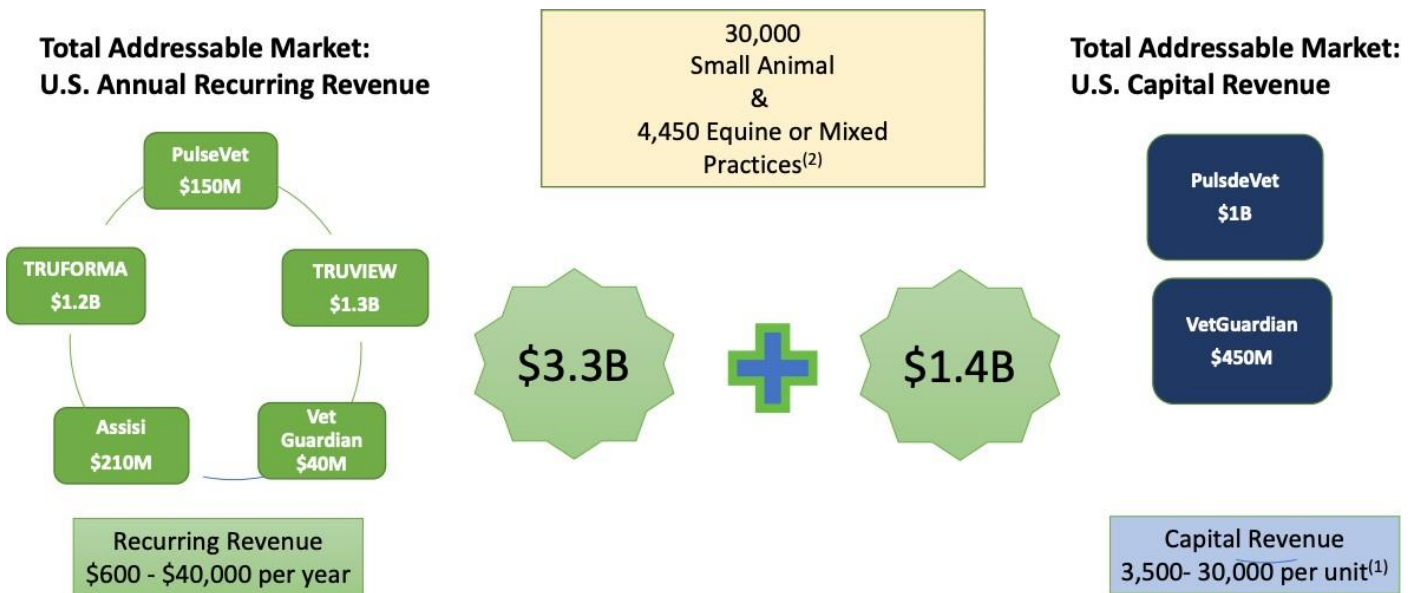 Total Addressable Market:
U.S. Annual Recurring Revenue
PulseVet
$150M
TRUFORMA
$1.2B
TRUVIEW
$1.3B
Assisi
$210M
Vet
Guardian
$40M
Recurring Revenue
$600 - $40,000 per year
30,000
Small Animal
&
4,450 Equine or Mixed
Practices(2)
$3.3B
$1.4B
Total Addressable Market:
U.S. Capital Revenue
PulsdeVet
$1B
VetGuardian
$450M
Capital Revenue
3,500- 30,000 per unit(1)